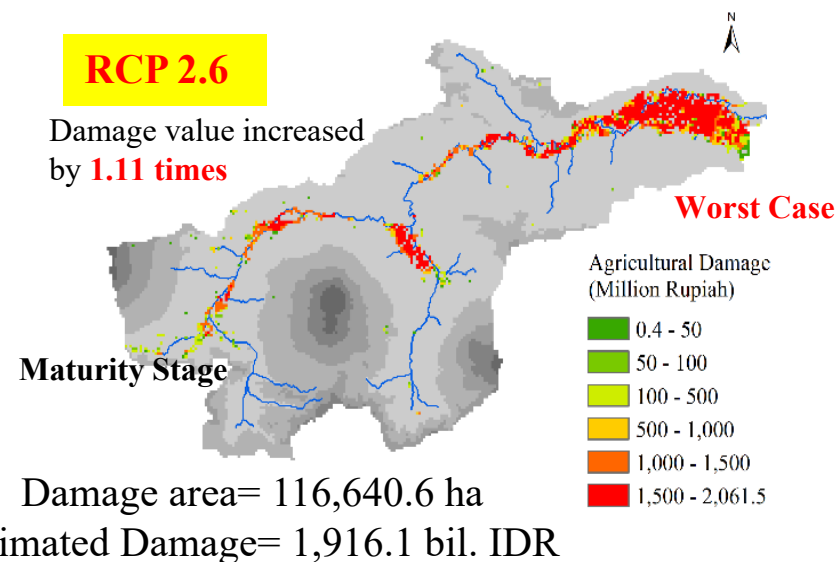 N
RCP 2.6
Damage value increased
by 1.11 times
Worst Case
Agricultural Damage
(Million Rupiah)
0.4 - 50
50 - 100
100 - 500
500 - 1,000
1,000 - 1,500
1,500 - 2,061.5
Maturity Stage
Damage area= 116,640.6 ha
imated Damage= 1,916.1 bil. IDR